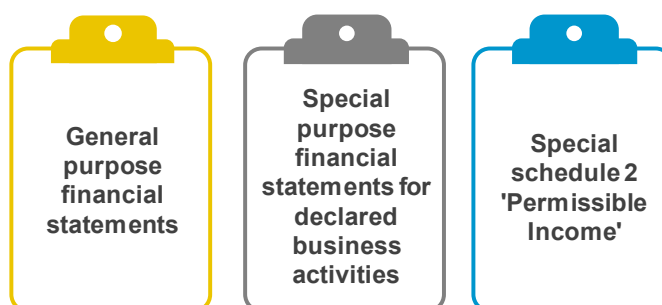 General
purpose
financial
statements
Special
purpose
financial
statements for
declared
business
activities
Special
schedule 2
'Permissible
Income'